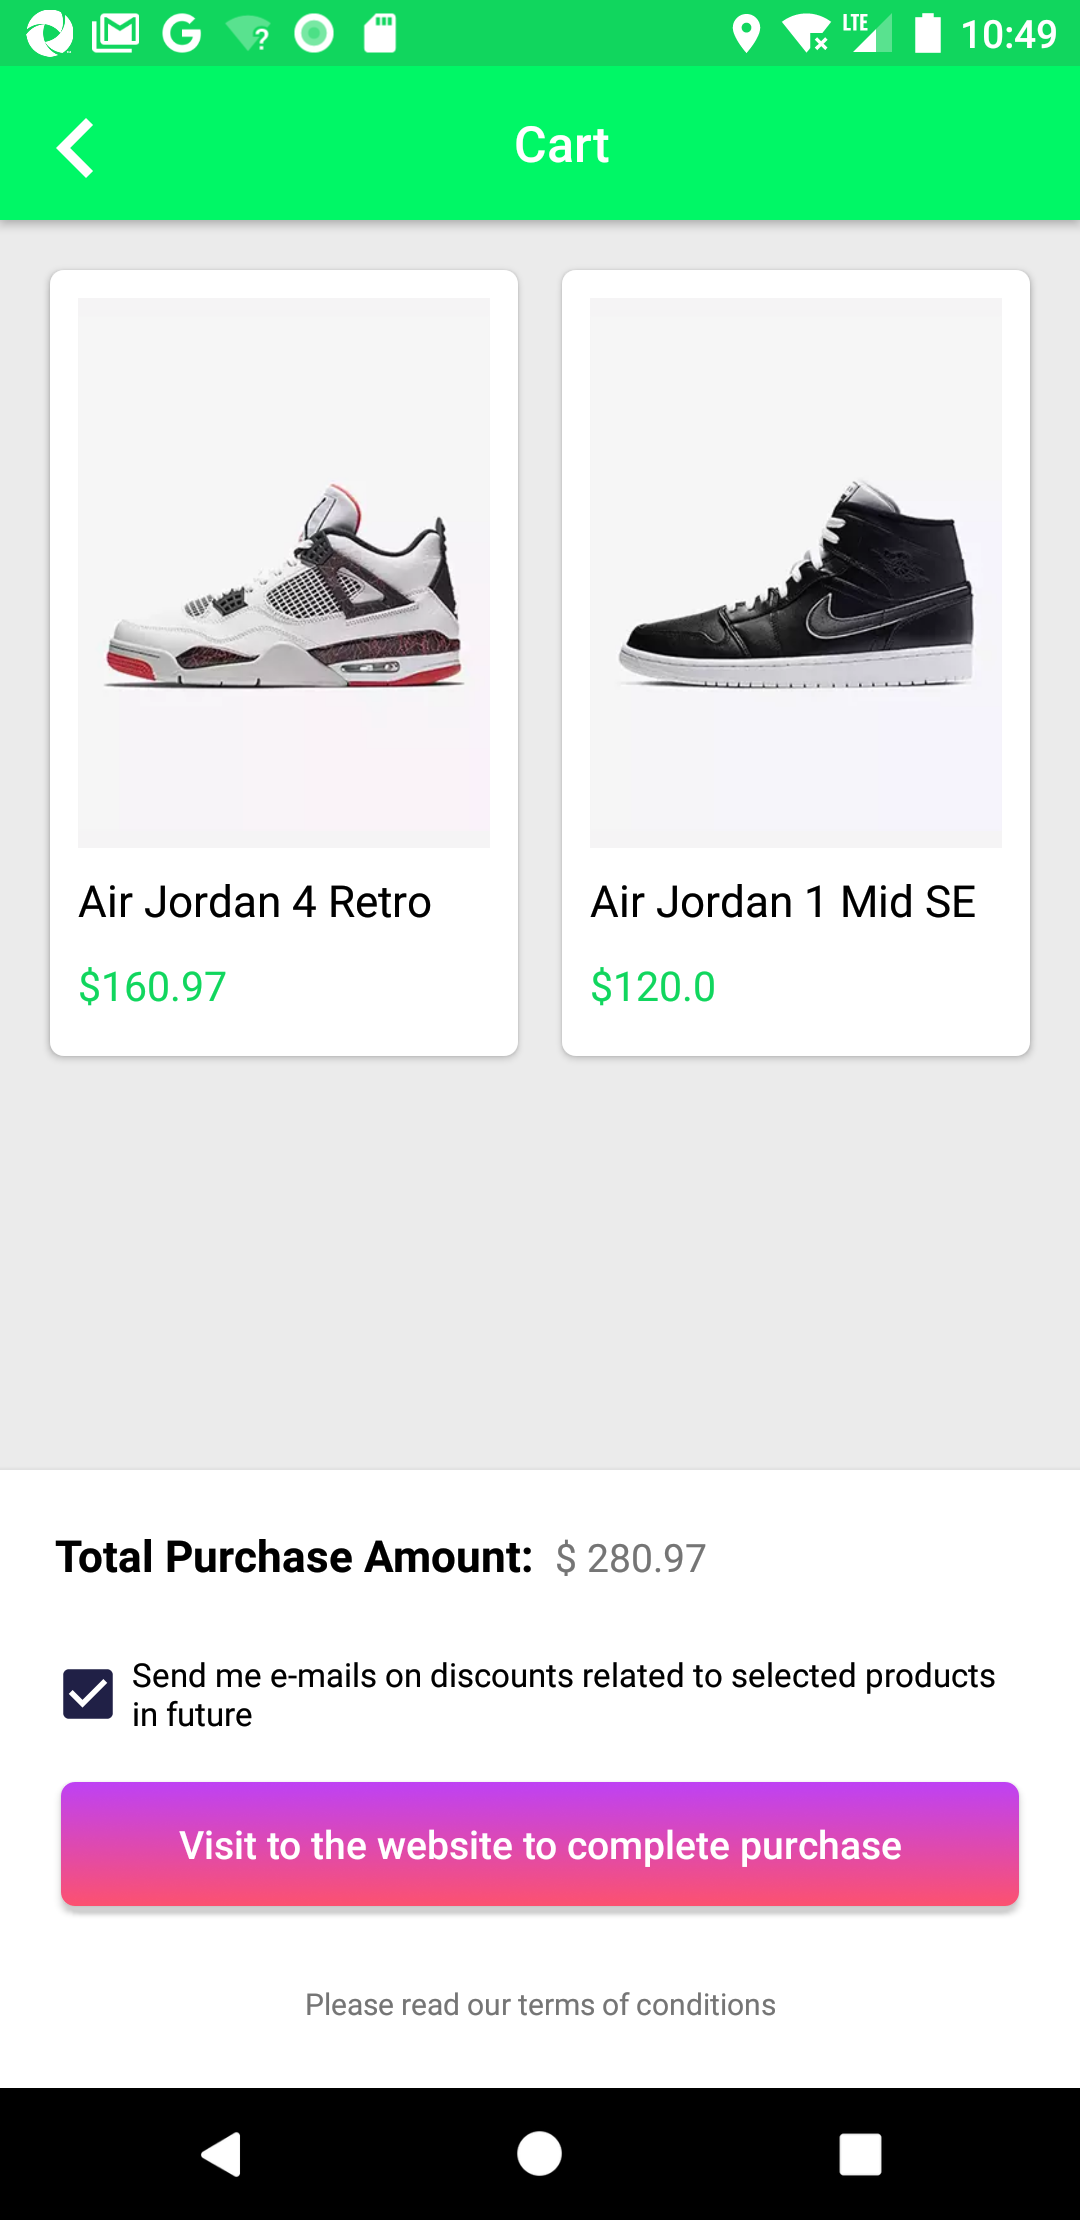 LTE 10:49
Cart
Air Jordan 4 Retro
$160.97
Air Jordan 1 Mid SE
$120.0
Total Purchase Amount: $ 280.97
Send me e-mails on discounts related to selected products
in future
Visit to the website to complete purchase
Please read our terms of conditions